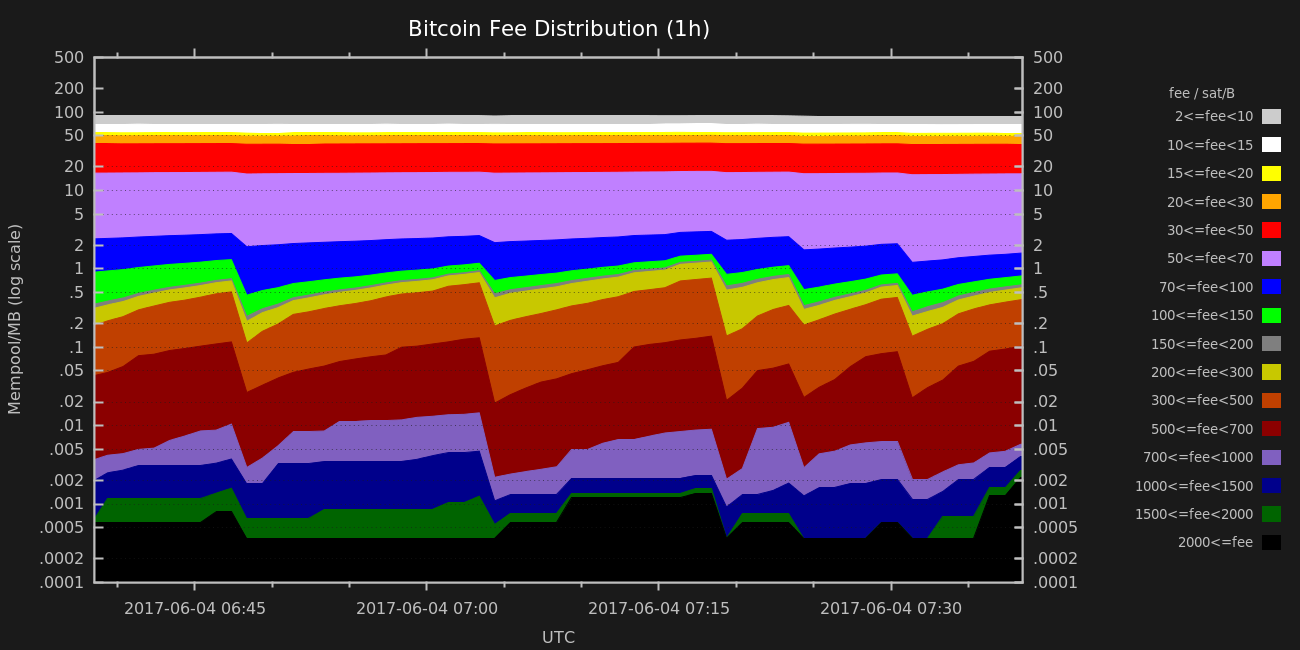 Bitcoin Fee Distribution (1h)
Mempool/MB (log scale)
500
200
100
50
20
10
5
2
1
.5
.2
.1
.05
.02
.01
.005
.002
.001
.0005
.0002
.0001
500
200
100
50
20
10
5
2
1
.5
.2
.1
.05
.02
.01
.005
.002
.001
.0005
.0002
.0001
2017-06-04 06:45
2017-06-04 07:00
2017-06-04 07:15
2017-06-04 07:30
UTC
fee / sat/B
2<=fee<10
10<=fee<15
15<=fee<20
20<=fee<30
30<=fee<50
50<=fee<70
70<=fee<100
100<=fee<150
150<=fee<200
200<=fee<300
300<=fee<500
500<=fee<700
700<=fee<1000
1000<=fee<1500
1500<=fee<2000
2000<=fee